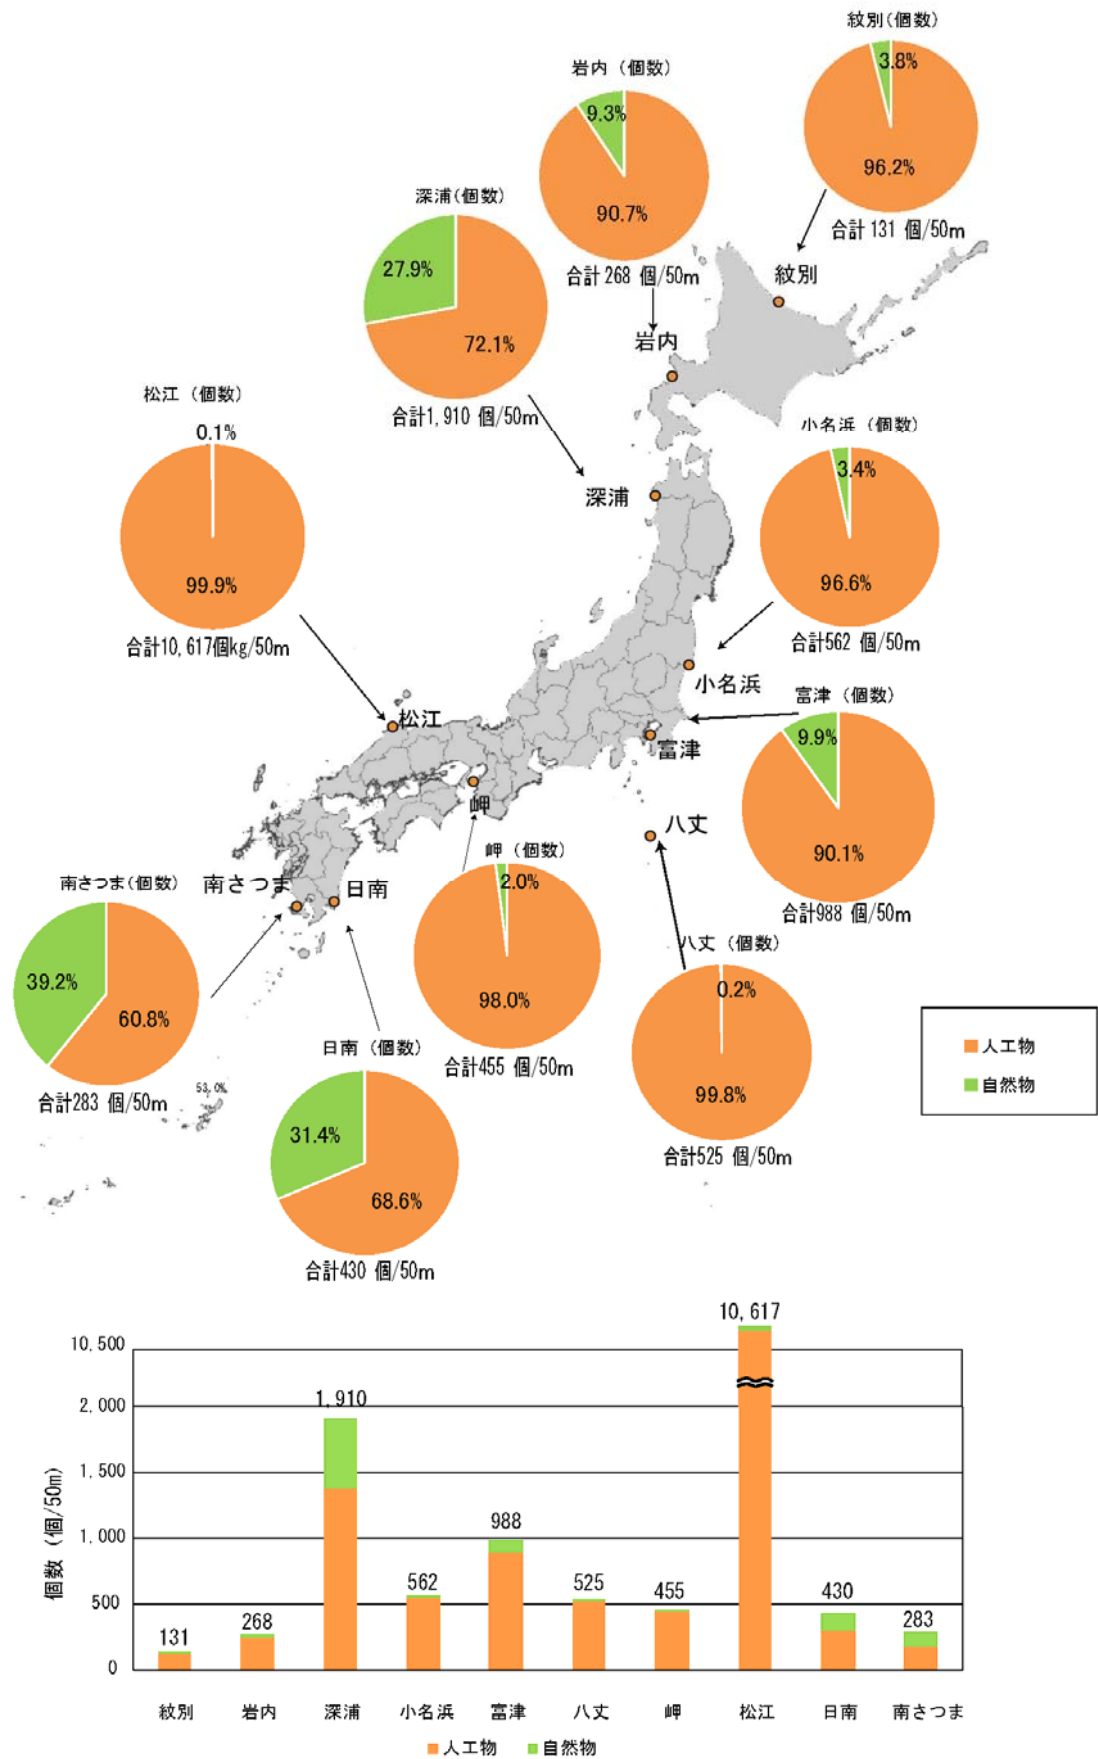 紋別(個数)
3.8%
96.2%
合計 131 個/50m
岩内 (個数)
9.3%
90.7%
合計 268 個/50m
深浦(個数)
27.9%
72.1%
合計1,910 個/50m
紋別
岩内
松江 (個数)
0.1%
99.9%
合計10,617個kg/50m
小名浜 (個数)
3.4%
96.6%
合計562 個/50m
深浦
小名浜
富津 (個数)
9.9%
90.1%
合計988 個/50m
松江
富津
岬
八丈
岬 (個数)
2.0%
98.0%
合計455 個/50m
南さつま
日南
南さつま(個数)
39.2%
60.8%
合計283 個/50m
八丈 (個数)
0.2%
99.8%
合計525 個/50m
53.0%
日南 (個数)
31.4%
68.6%
合計430 個/50m
人工物
自然物
10,617
10,500
2,000
1,500
1,000
500
0
個数 (個/50m)
131
268
1,910
562
988
525
455
430
283
紋別 岩内 深浦 小名浜 富津 八丈 岬 松江 日南 南さつま
人工物 自然物